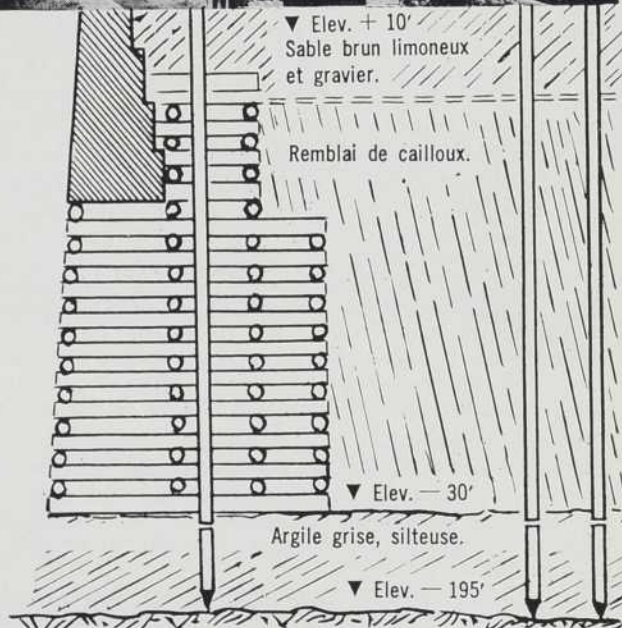 ▼ Elev. + 10′
Sable brun limoneux
et gravier.
Remblai de cailloux.
▼ Elev. — 30′
Argile grise, silteuse.
▼ Elev. — 195′